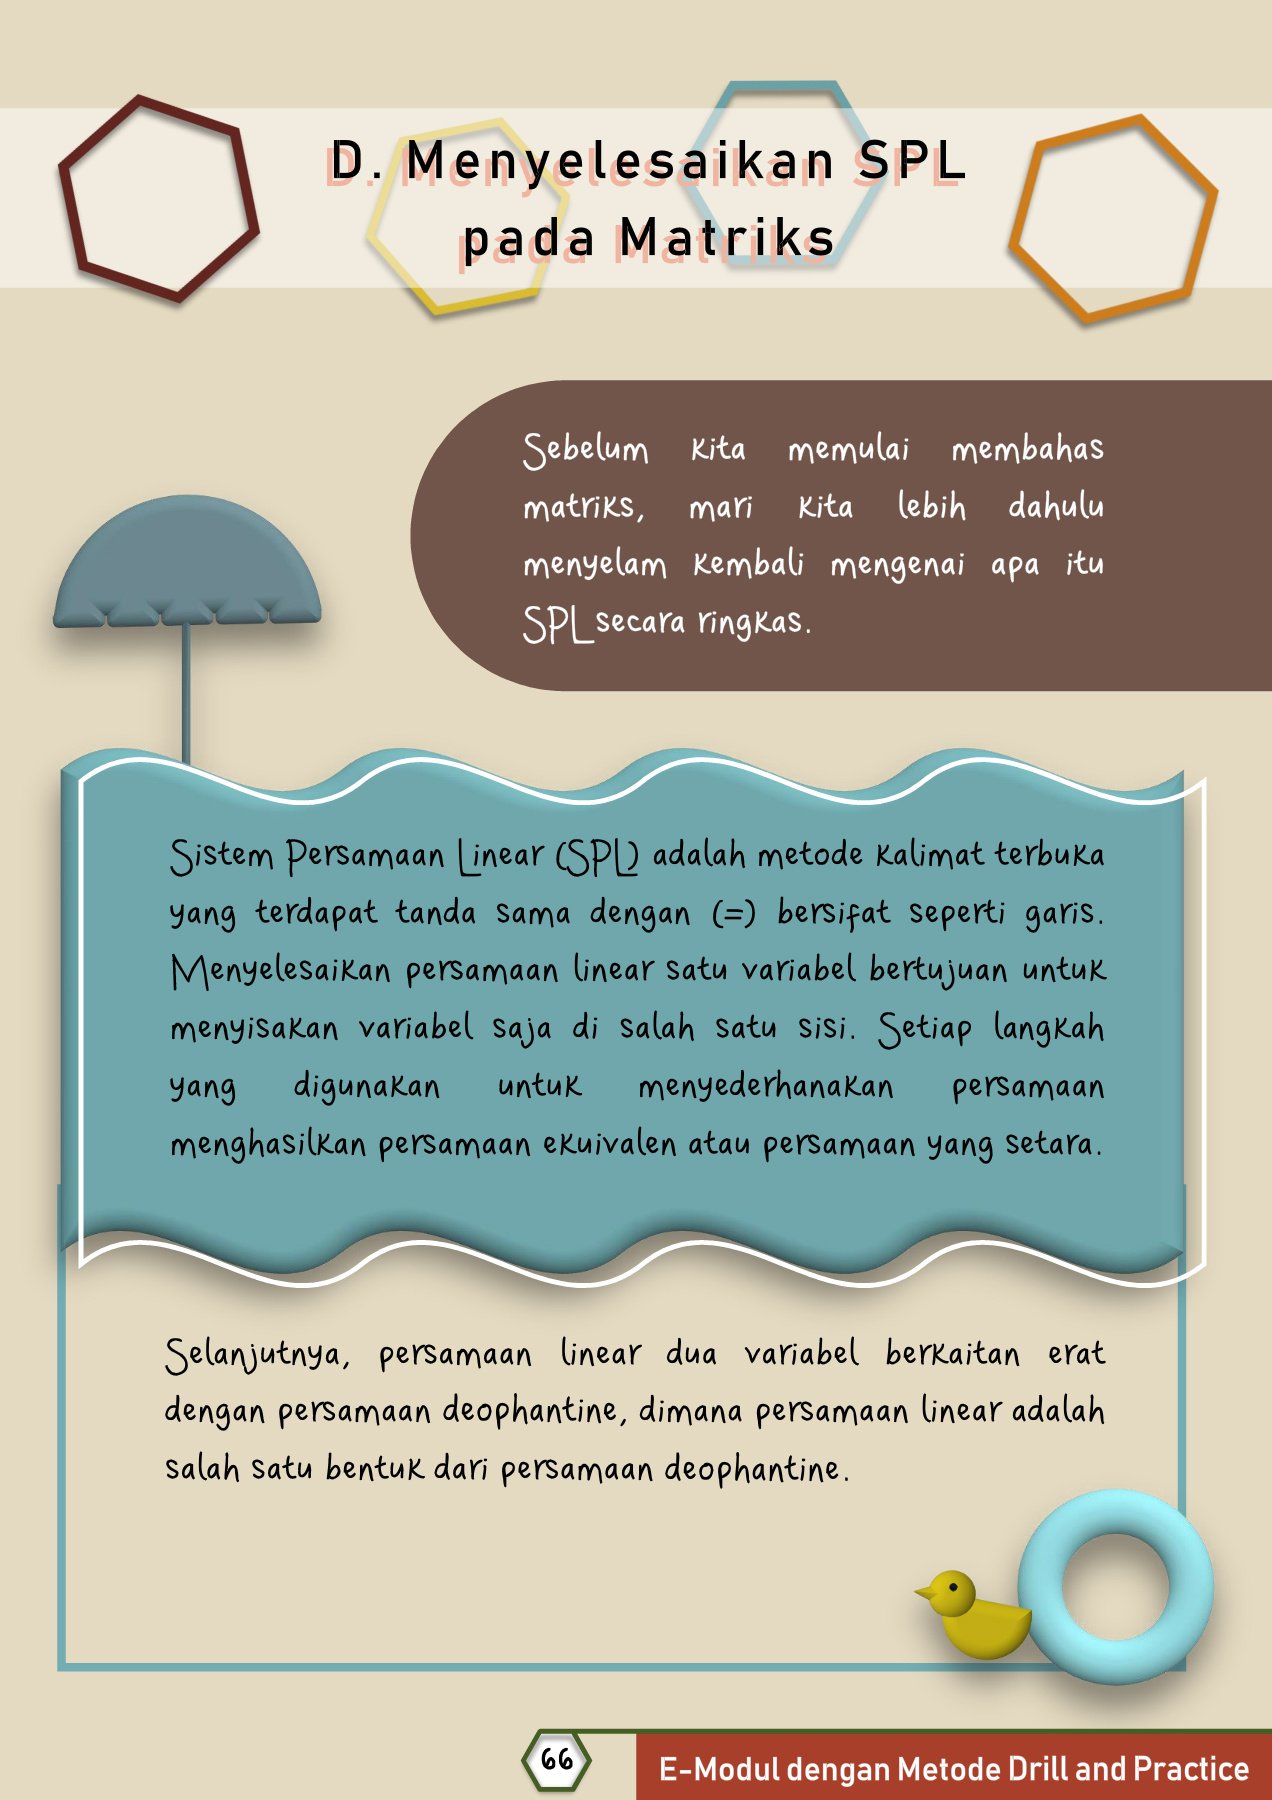 D. Menyelesaikan SPL
pada Matriks
Sebelum kita memulai membahas
matriks, mari kita lebih dahulu
menyelam kembali mengenai apa itu
SPL secara ringkas.
Sistem Persamaan Linear (SPL) adalah metode kalimat terbuka
yang terdapat tanda sama dengan (=) bersifat seperti garis.
Menyelesaikan persamaan linear satu variabel bertujuan untuk
menyisakan variabel saja di salah satu sisi. Setiap langkah
yang digunakan untuk menyederhanakan persamaan
menghasilkan persamaan ekuivalen atau persamaan yang setara.
Selanjutnya, persamaan linear dua variabel berkaitan erat
dengan persamaan deophantine, dimana persamaan linear adalah
salah satu bentuk dari persamaan deophantine.
66
E-Modul dengan Metode Drill and Practice